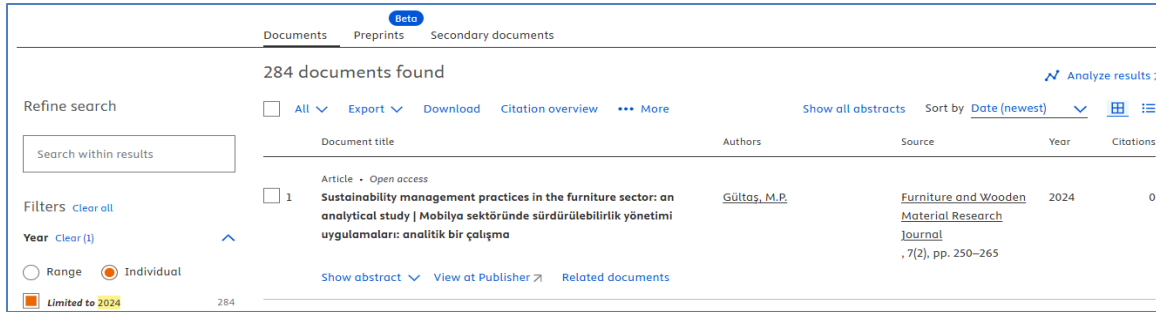 Beta
Documents Preprints Secondary documents
284 documents found
Analyze results
Refine search
All Export Download Citation overview ••• More Show all abstracts Sort by Date (newest)
Search within results
Document title Authors Source Year Citations
Article • Open access
1 Sustainability management practices in the furniture sector: an Gültaş, M.P. Furniture and Wooden 2024 0
analytical study | Mobilya sektöründe sürdürülebilirlik yönetimi Material Research
uygulamaları: analitik bir çalışma Journal
, 7(2), pp. 250–265
Filters Clear all
Year Clear (1)
Range Individual
Show abstract View at Publisher Related documents
Limited to 2024 284